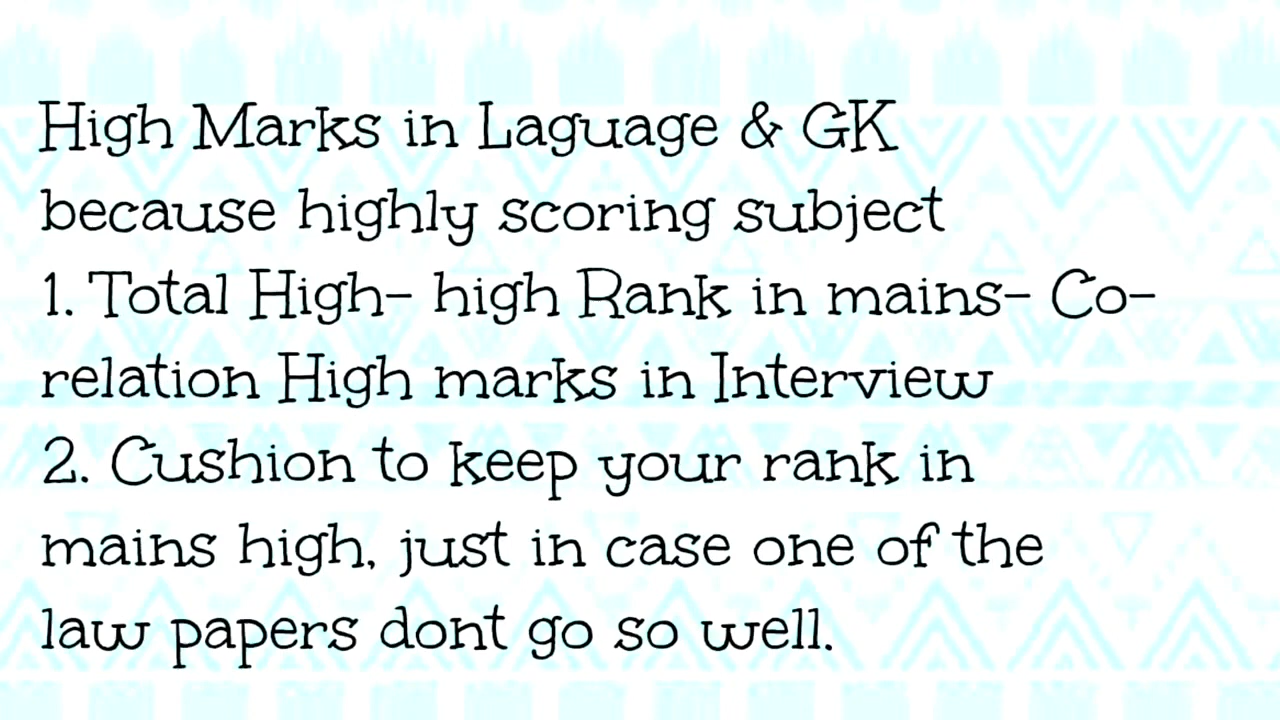 High Marks in Laguage & GK
because highly scoring subject
1. Total High- high Rank in mains- Co-
relation High marks in Interview
2. Cushion to keep your rank in
mains high, just in case one of the
law papers dont go so well.